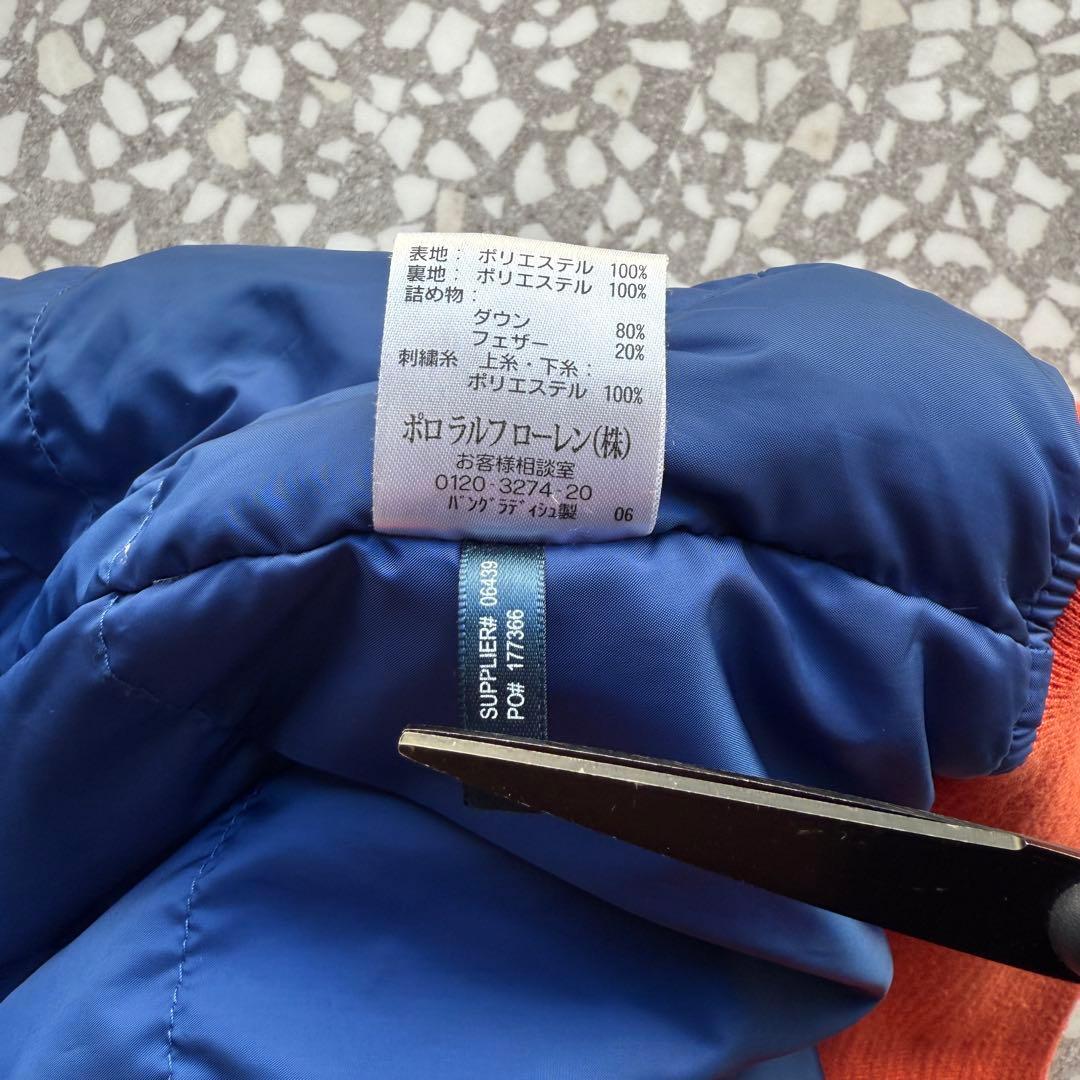 表地： ポリエステル 100%
裏地： ポリエステル 100%
詰め物：
ダウン 80%
フェザー 20%
刺繍糸 上糸・下糸：
ポリエステル 100%
ポロ ラルフ ローレン(株)
お客様相談室
0120-3274-20
ﾊﾞﾝｸﾞﾗﾃﾞｨｼｭ製 06
SUPPLIER# 06439
PO# 177366